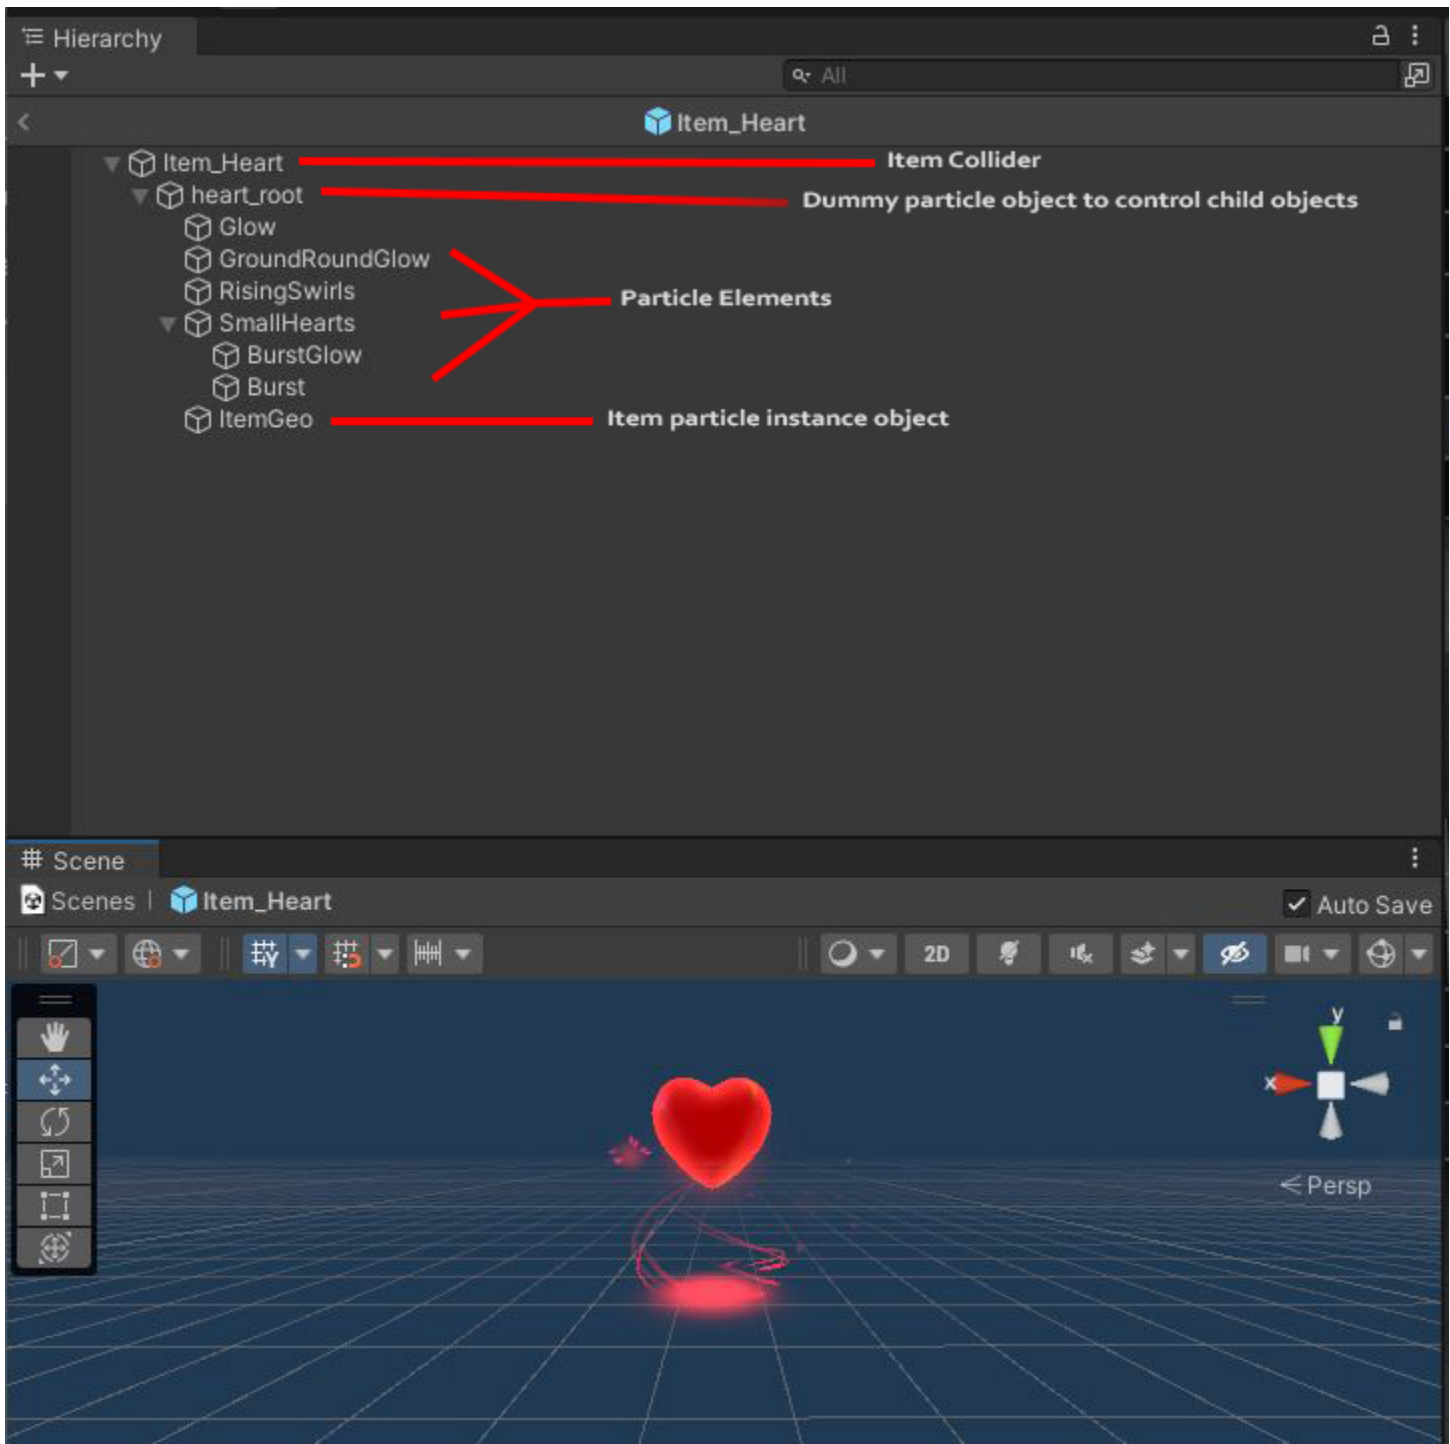 Hierarchy
All
Item_Heart
Item_Heart Item Collider
heart_root Dummy particle object to control child objects
Glow
GroundRoundGlow
RisingSwirls Particle Elements
SmallHearts
BurstGlow
Burst
ItemGeo Item particle instance object
Scene
Scenes | Item_Heart Auto Save
2D
y
x
Persp